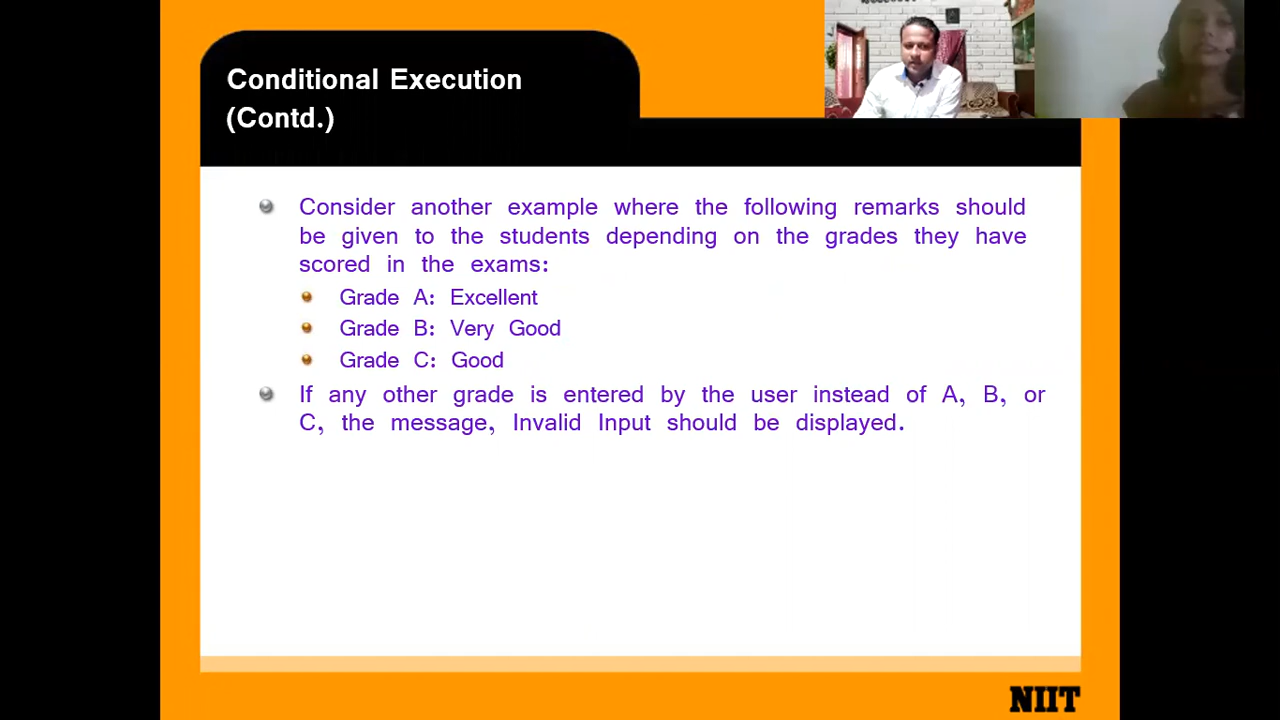 Conditional Execution
(Contd.)
Consider another example where the following remarks should
be given to the students depending on the grades they have
scored in the exams:
Grade A: Excellent
Grade B: Very Good
Grade C: Good
If any other grade is entered by the user instead of A, B, or
C, the message, Invalid Input should be displayed.
NIIT